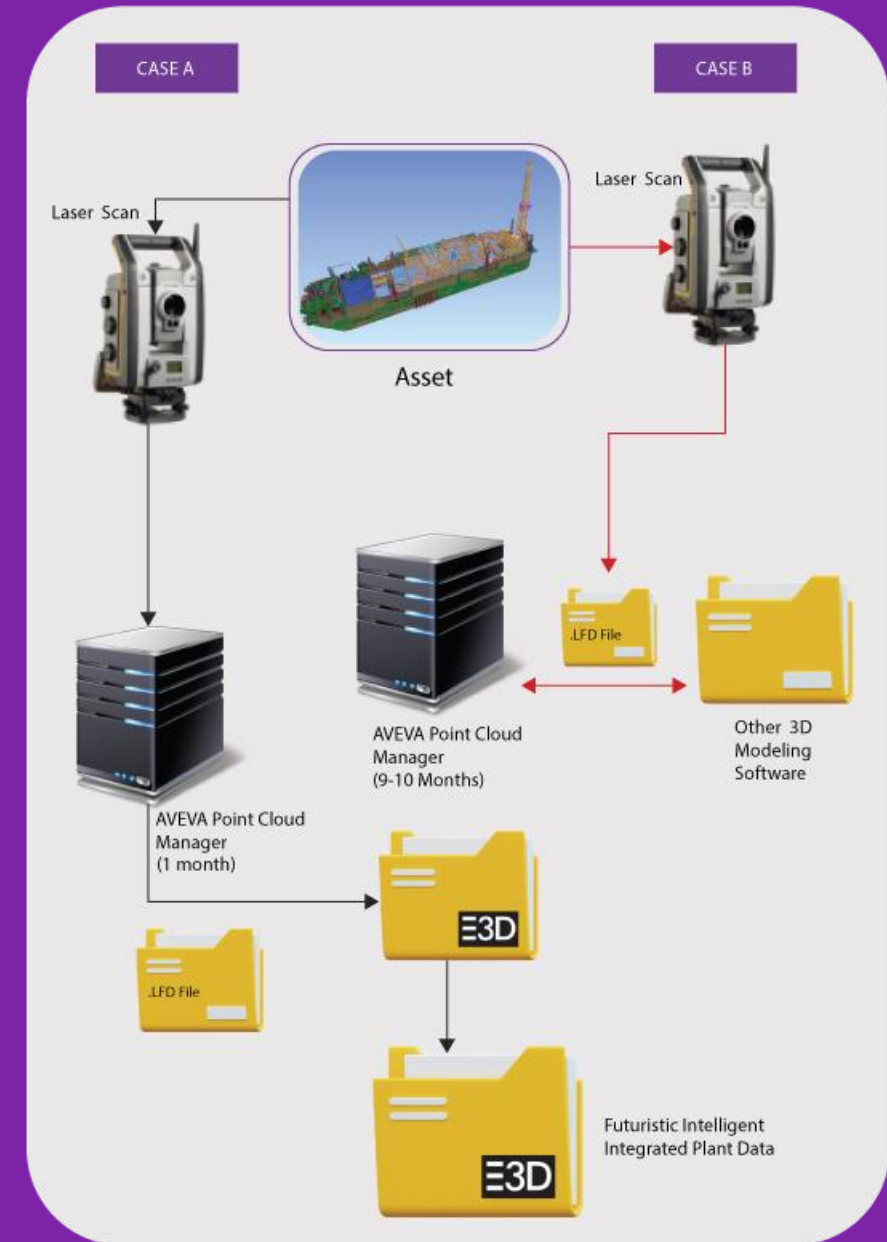 CASE A
CASE B
Laser Scan
Laser Scan
Asset
.LFD File
AVEVA Point Cloud
Manager
(9-10 Months)
Other 3D
Modeling
Software
AVEVA Point Cloud
Manager
(1 month)
E3D
.LFD File
Futuristic Intelligent
Integrated Plant Data
E3D